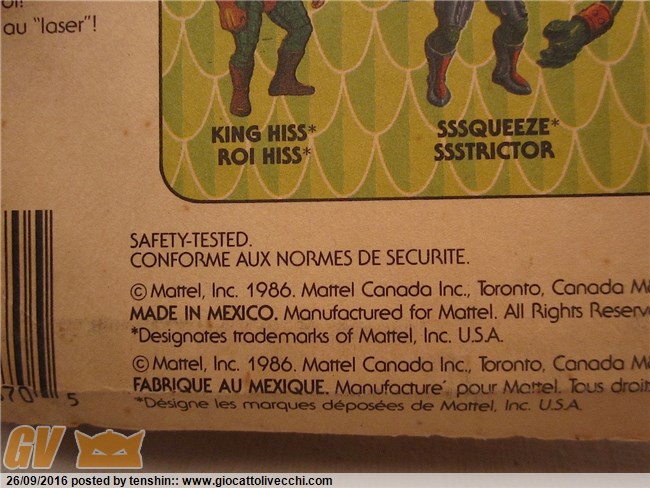 au "laser"!
KING HISS*
ROI HISS*
SSSQUEEZE*
SSSTRICTOR
SAFETY-TESTED.
CONFORME AUX NORMES DE SECURITE.
© Mattel, Inc. 1986. Mattel Canada Inc., Toronto, Canada
MADE IN MEXICO. Manufactured for Mattel. All Rights
*Designates trademarks of Mattel, Inc. U.S.A.
© Mattel, Inc. 1986. Mattel Canada Inc., Toronto, Canada
FABRIQUE AU MEXIQUE. Manufacture´ pour Mattel. Tous
*Désigne les marques déposées de Mattel, Inc. U.S.A.
70 5
GV
26/09/2016 posted by tenshin:: www.giocattolivecchi.com